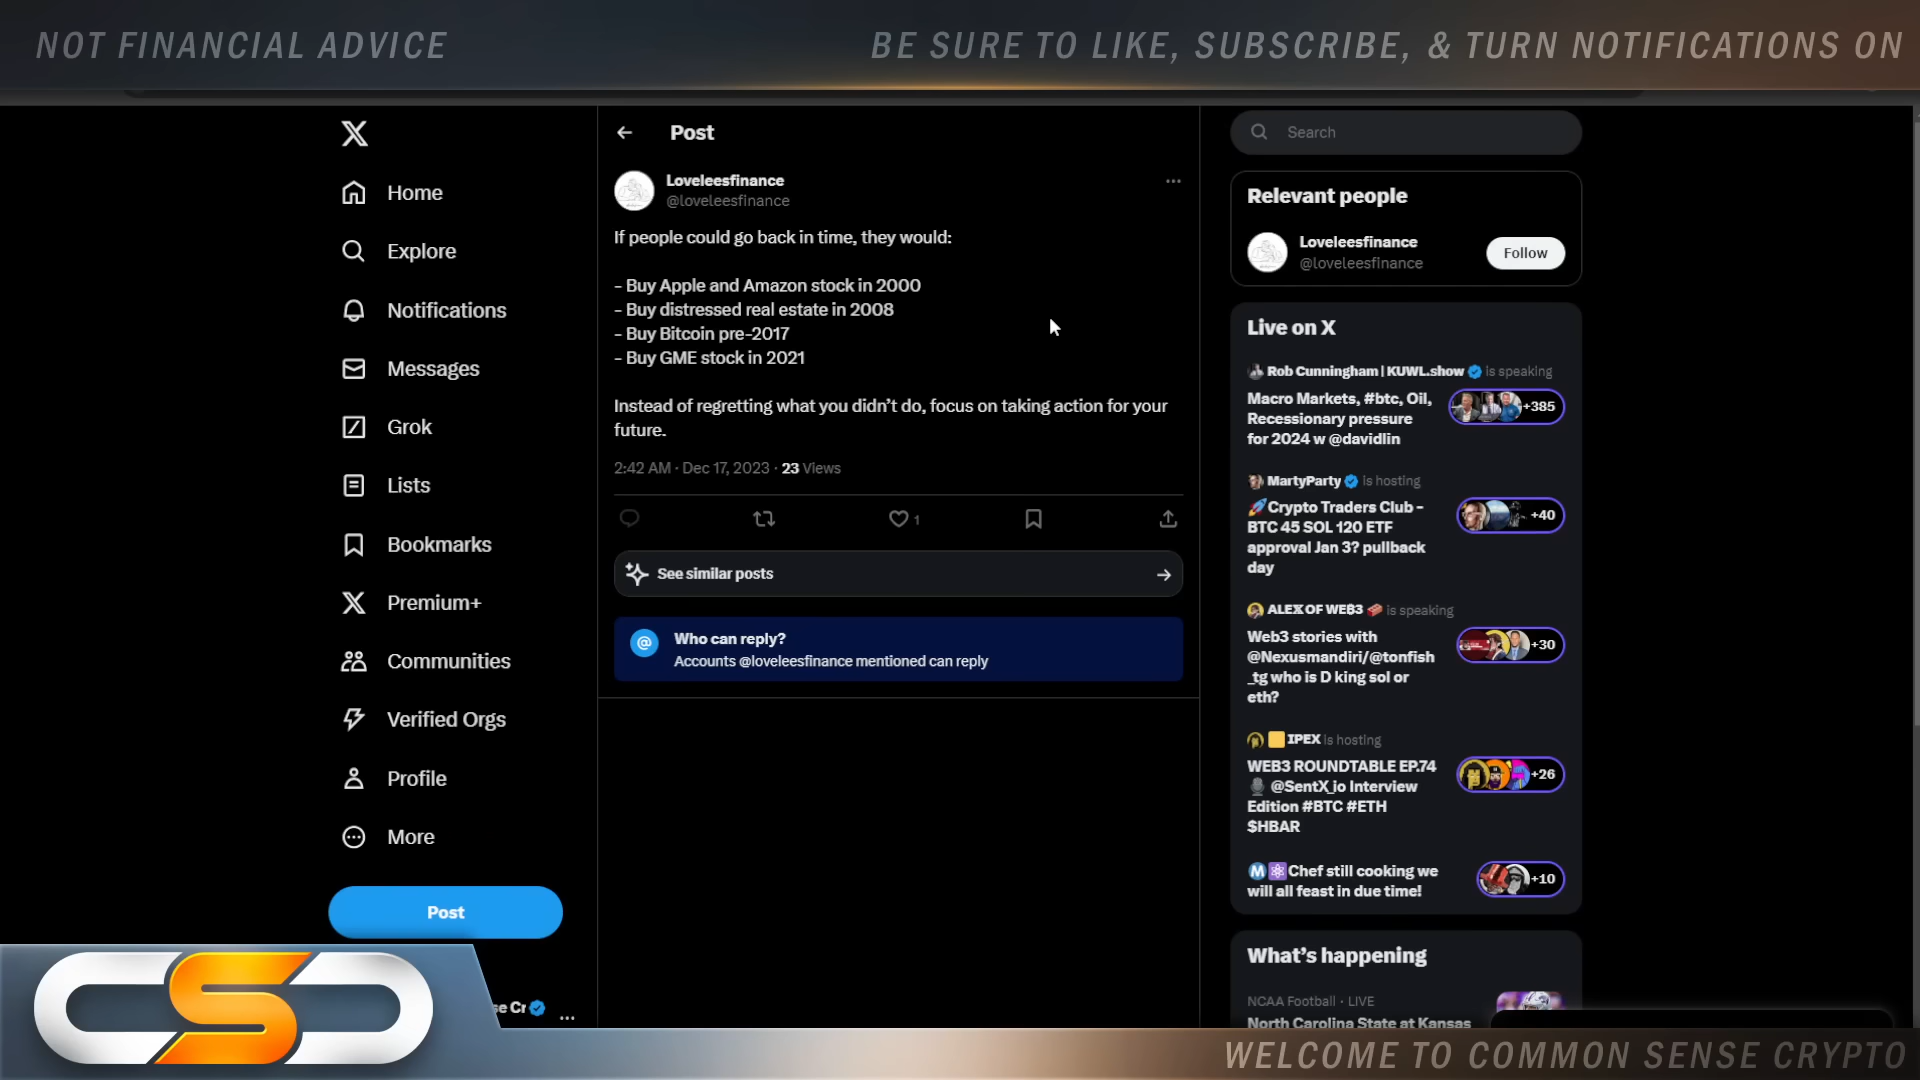 NOT FINANCIAL ADVICE
BE SURE TO LIKE, SUBSCRIBE, & TURN NOTIFICATIONS ON
Home
Explore
Notifications
Messages
Grok
Lists
Bookmarks
Premium+
Communities
Verified Orgs
Profile
More
Post
se Cr
Post
Loveleesfinance
@loveleesfinance
If people could go back in time, they would:
- Buy Apple and Amazon stock in 2000
- Buy distressed real estate in 2008
- Buy Bitcoin pre-2017
- Buy GME stock in 2021
Instead of regretting what you didn't do, focus on taking action for your
future.
2:42 AM · Dec 17, 2023 · 23 Views
1
See similar posts
Who can reply?
Accounts @loveleesfinance mentioned can reply
Search
Relevant people
Loveleesfinance
@loveleesfinance
Follow
Live on X
Rob Cunningham | KUWL.show is speaking
Macro Markets, #btc, Oil,
Recessionary pressure
for 2024 w @davidlin
+385
MartyParty is hosting
🚀Crypto Traders Club -
BTC 45 SOL 120 ETF
approval Jan 3? pullback
day
+40
ALEX OF WEB3 is speaking
Web3 stories with
@Nexusmandiri/@tonfish
_tg who is D king sol or
eth?
+30
IPEX is hosting
WEB3 ROUNDTABLE EP.74
🎙️ @SentX_io Interview
Edition #BTC #ETH
$HBAR
+26
Ⓜ️⚛️Chef still cooking we
will all feast in due time!
+10
What's happening
NCAA Football · LIVE
North Carolina State at Kansas
CSC
WELCOME TO COMMON SENSE CRYPTO